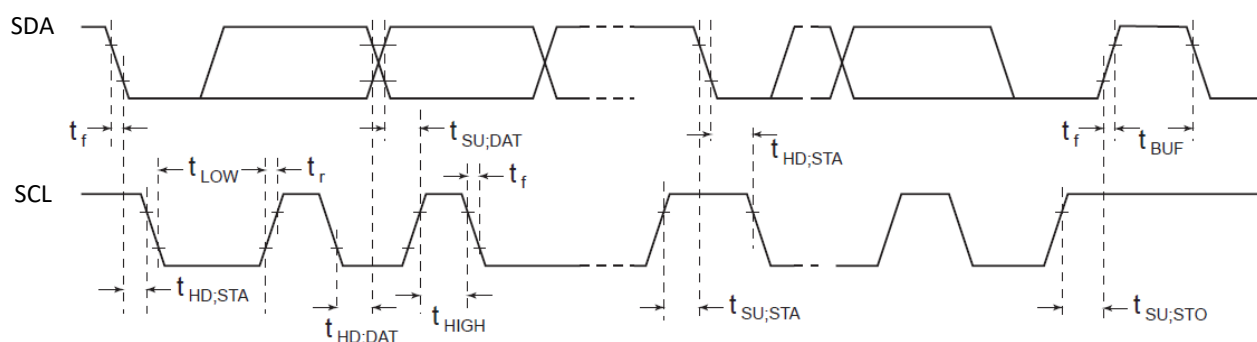 SDA
t f t SU;DAT t HD;STA t f t BUF
t LOW t r t f
SCL
t HD;STA t HD;DAT t HIGH t SU;STA t SU;STO